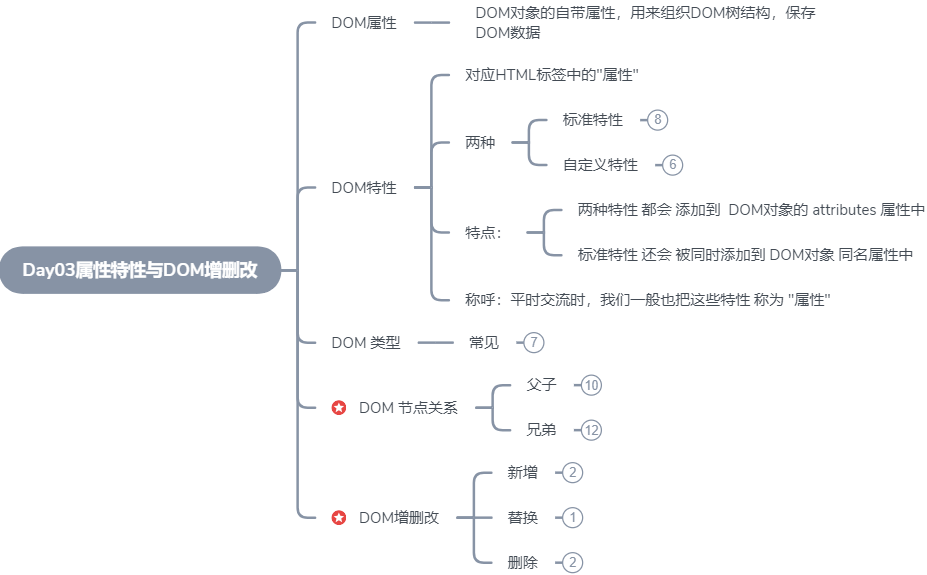 DOM属性
DOM对象的自带属性，用来组织DOM树结构，保存
DOM数据
DOM特性
对应HTML标签中的"属性"
两种
标准特性 8
自定义特性 6
特点：
两种特性 都会 添加到 DOM对象的 attributes 属性中
标准特性 还会 被同时添加到 DOM对象 同名属性中
称呼：平时交流时，我们一般也把这些特性 称为 "属性"
Day03属性特性与DOM增删改
DOM 类型
常见 7
DOM 节点关系
父子 10
兄弟 12
DOM增删改
新增 2
替换 1
删除 2